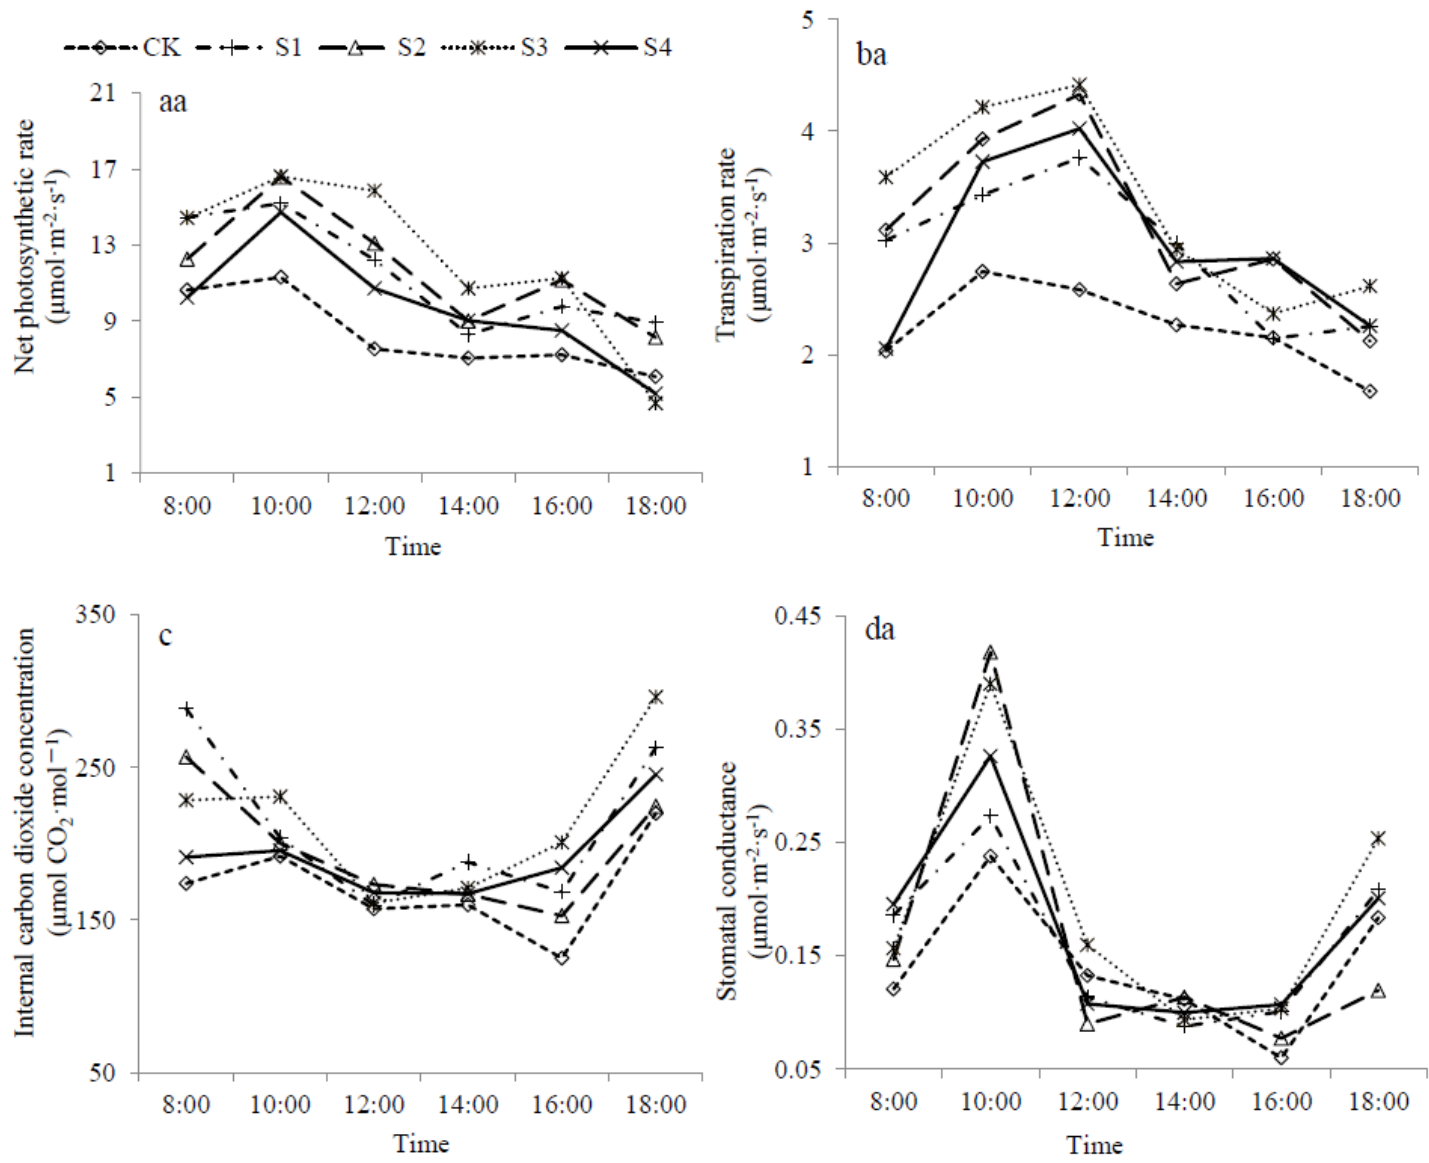 CK S1 S2 S3 S4
aa
Net photosynthetic rate
(μmol·m⁻²·s⁻¹)
21
17
13
9
5
1
8:00 10:00 12:00 14:00 16:00 18:00
Time
ba
Transpiration rate
(μmol·m⁻²·s⁻¹)
5
4
3
2
1
8:00 10:00 12:00 14:00 16:00 18:00
Time
c
Internal carbon dioxide concentration
(μmol CO₂·mol⁻¹)
350
250
150
50
8:00 10:00 12:00 14:00 16:00 18:00
Time
da
Stomatal conductance
(μmol·m⁻²·s⁻¹)
0.45
0.35
0.25
0.15
0.05
8:00 10:00 12:00 14:00 16:00 18:00
Time